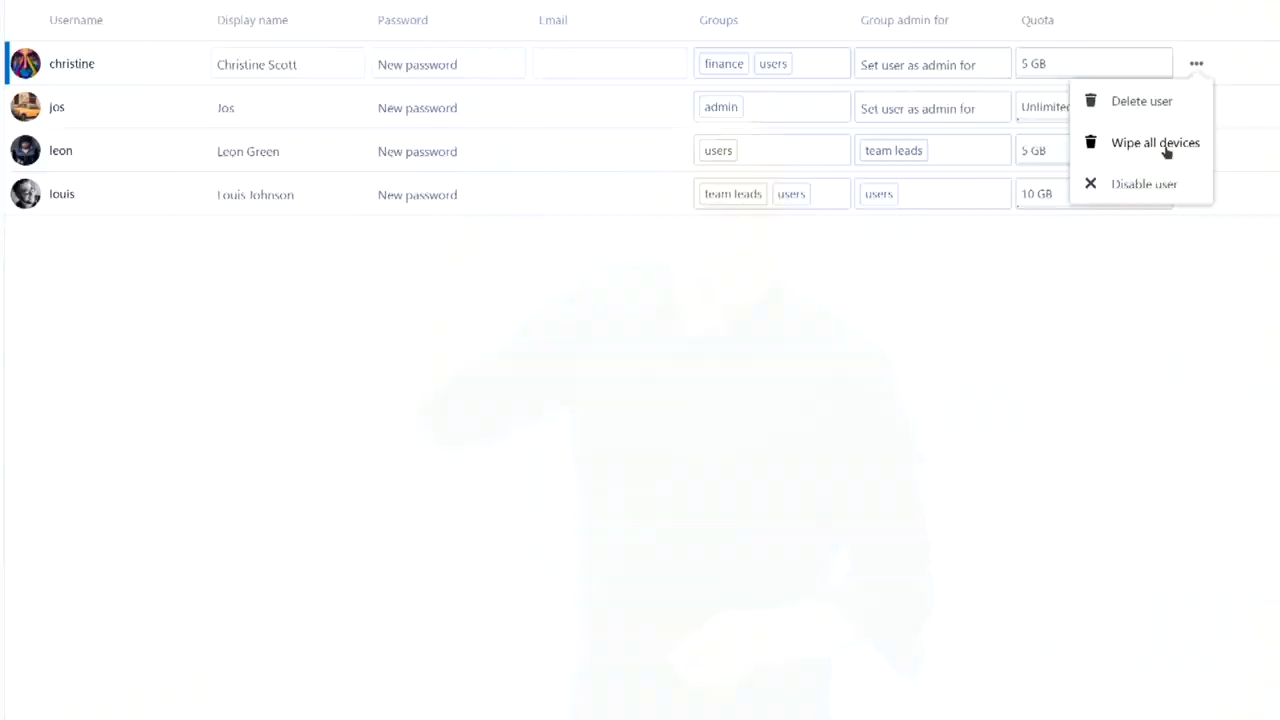 Username Display name Password Email Groups Group admin for Quota
christine Christine Scott New password finance users Set user as admin for 5 GB
jos Jos New password admin Set user as admin for Unlimited
leon Leon Green New password users team leads 5 GB
louis Louis Johnson New password team leads users users 10 GB
Delete user
Wipe all devices
Disable user